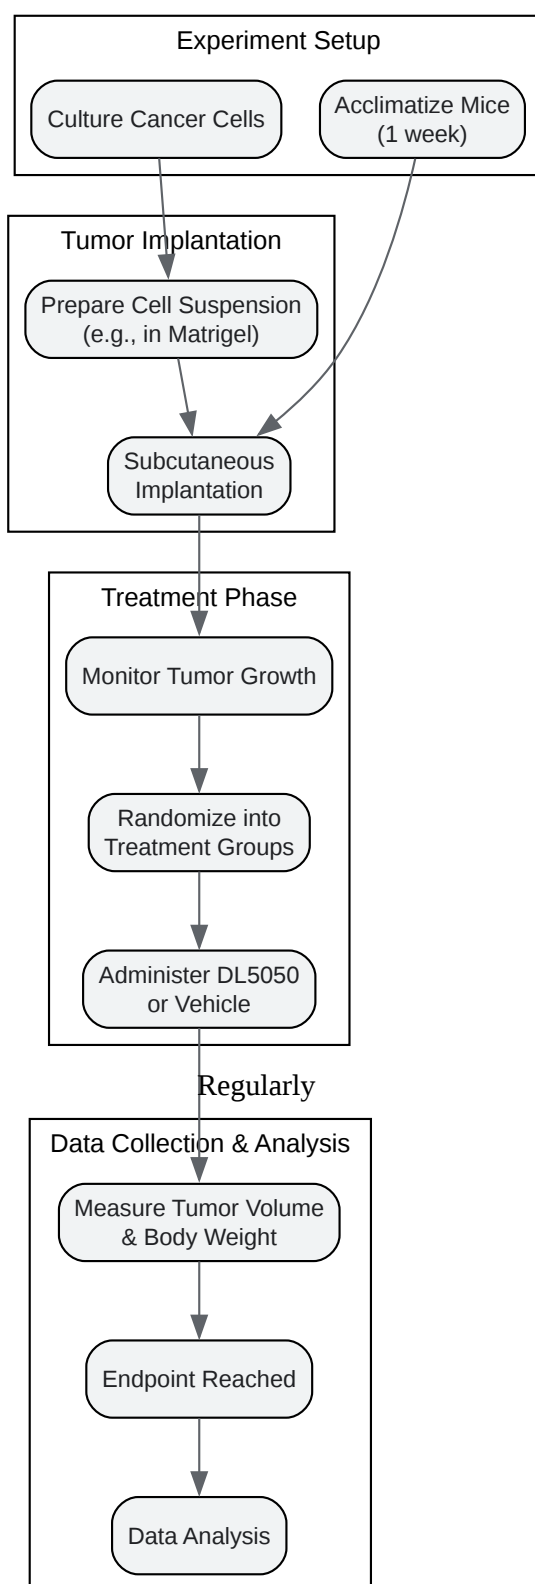 Experiment Setup
Culture Cancer Cells
Acclimatize Mice
(1 week)
Tumor Implantation
Prepare Cell Suspension
(e.g., in Matrigel)
Subcutaneous
Implantation
Treatment Phase
Monitor Tumor Growth
Randomize into
Treatment Groups
Administer DL5050
or Vehicle
Regularly
Data Collection & Analysis
Measure Tumor Volume
& Body Weight
Endpoint Reached
Data Analysis